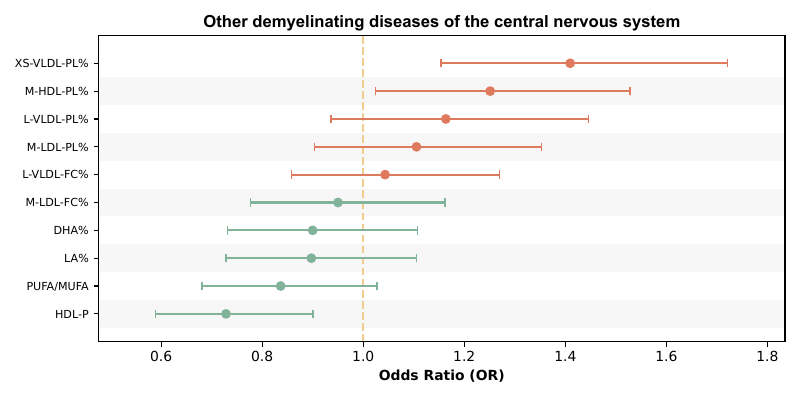 Other demyelinating diseases of the central nervous system
XS-VLDL-PL%
M-HDL-PL%
L-VLDL-PL%
M-LDL-PL%
L-VLDL-FC%
M-LDL-FC%
DHA%
LA%
PUFA/MUFA
HDL-P
0.6 0.8 1.0 1.2 1.4 1.6 1.8
Odds Ratio (OR)